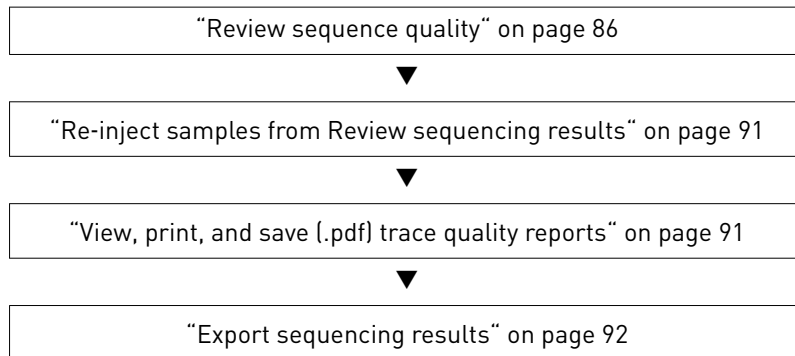 “Review sequence quality“ on page 86
▼
“Re-inject samples from Review sequencing results“ on page 91
▼
“View, print, and save (.pdf) trace quality reports“ on page 91
▼
“Export sequencing results“ on page 92